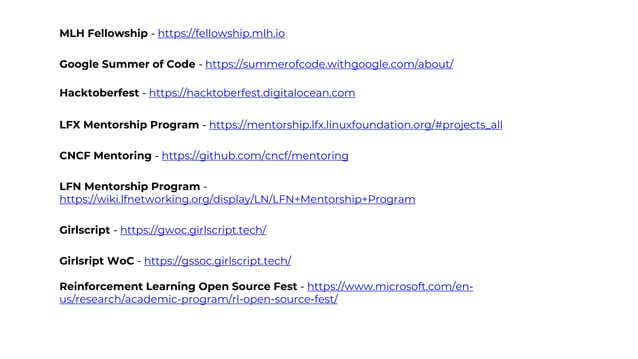 MLH Fellowship - https://fellowship.mlh.io
Google Summer of Code - https://summerofcode.withgoogle.com/about/
Hacktoberfest - https://hacktoberfest.digitalocean.com
LFX Mentorship Program - https://mentorship.lfx.linuxfoundation.org/#projects_all
CNCF Mentoring - https://github.com/cncf/mentoring
LFN Mentorship Program -
https://wiki.lfnetworking.org/display/LN/LFN+Mentorship+Program
Girlscript - https://gwoc.girlscript.tech/
Girlsript WoC - https://gssoc.girlscript.tech/
Reinforcement Learning Open Source Fest - https://www.microsoft.com/en-
us/research/academic-program/rl-open-source-fest/